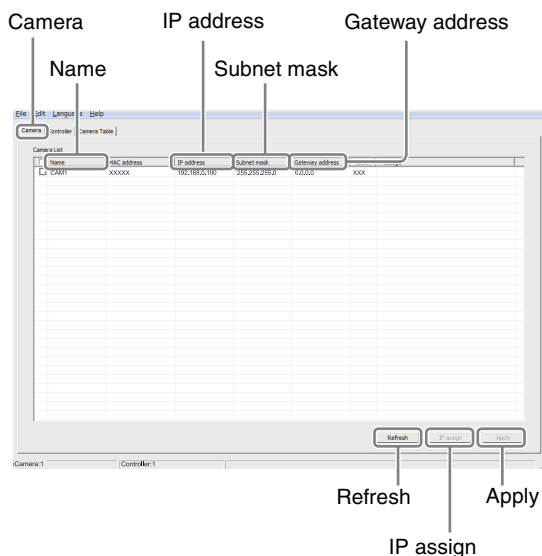 Camera IP address Gateway address
Name Subnet mask
File Edit Language Help
Camera Controller Camera Table
Camera List
Name MAC address IP address Subnet mask Gateway address
CAM1 XXXXX 192.168.0.100 255.255.255.0 0.0.0.0 XXX
Refresh IP assign Apply
Camera:1 Controller:1
Refresh Apply
IP assign